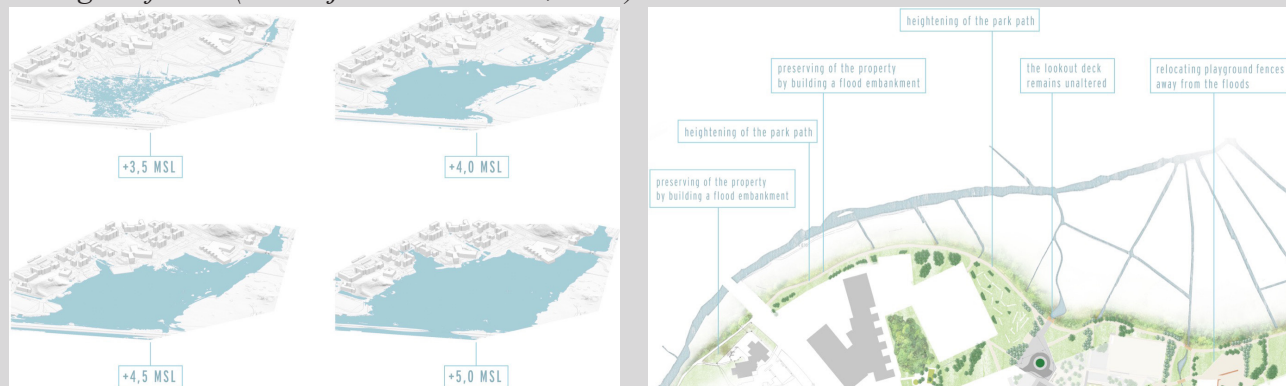 +3,5 MSL
+4,0 MSL
+4,5 MSL
+5,0 MSL
heightening of the park path
preserving of the property
by building a flood embankment
the lookout deck
remains unaltered
relocating playground fences
away from the floods
heightening of the park path
preserving of the property
by building a flood embankment